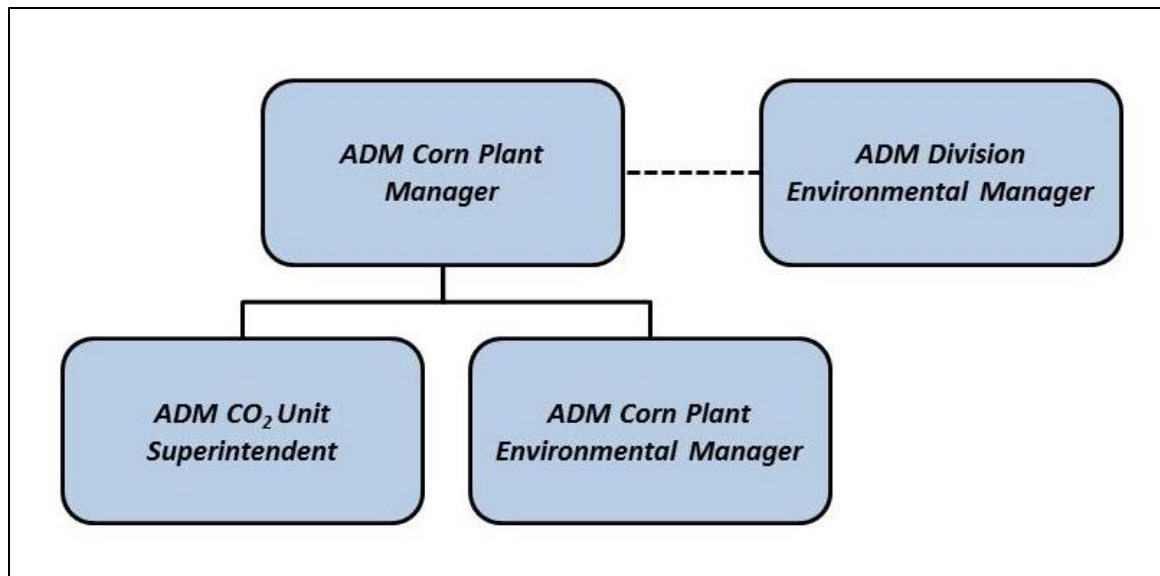 ADM Corn Plant
Manager
ADM Division
Environmental Manager
ADM CO₂ Unit
Superintendent
ADM Corn Plant
Environmental Manager